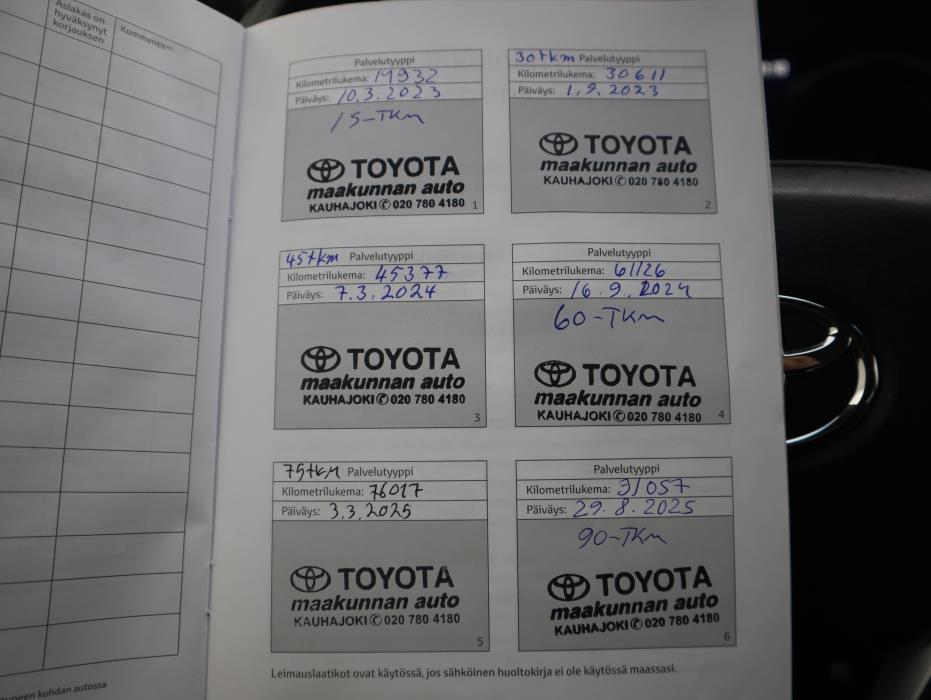 Asiakas on
hyväksynyt
korjauksen
Kommentit
Palvelutyyppi
Kilometrilukema: 14932
Päiväys: 10.3.2023
15-TKm
TOYOTA
maakunnan auto
KAUHAJOKI ✆ 020 780 4180
1
30tkm Palvelutyyppi
Kilometrilukema: 30611
Päiväys: 1.9.2023
TOYOTA
maakunnan auto
KAUHAJOKI ✆ 020 780 4180
2
45tkm Palvelutyyppi
Kilometrilukema: 45377
Päiväys: 7.3.2024
TOYOTA
maakunnan auto
KAUHAJOKI ✆ 020 780 4180
3
Palvelutyyppi
Kilometrilukema: 61126
Päiväys: 16.9.2024
60-TKm
TOYOTA
maakunnan auto
KAUHAJOKI ✆ 020 780 4180
4
75tkm Palvelutyyppi
Kilometrilukema: 76017
Päiväys: 3.3.2025
TOYOTA
maakunnan auto
KAUHAJOKI ✆ 020 780 4180
5
Palvelutyyppi
Kilometrilukema: 91057
Päiväys: 29.8.2025
90-TKm
TOYOTA
maakunnan auto
KAUHAJOKI ✆ 020 780 4180
6
Leimauslaatikot ovat käytössä, jos sähköinen huoltokirja ei ole käytössä maassasi.
kohdan autossa